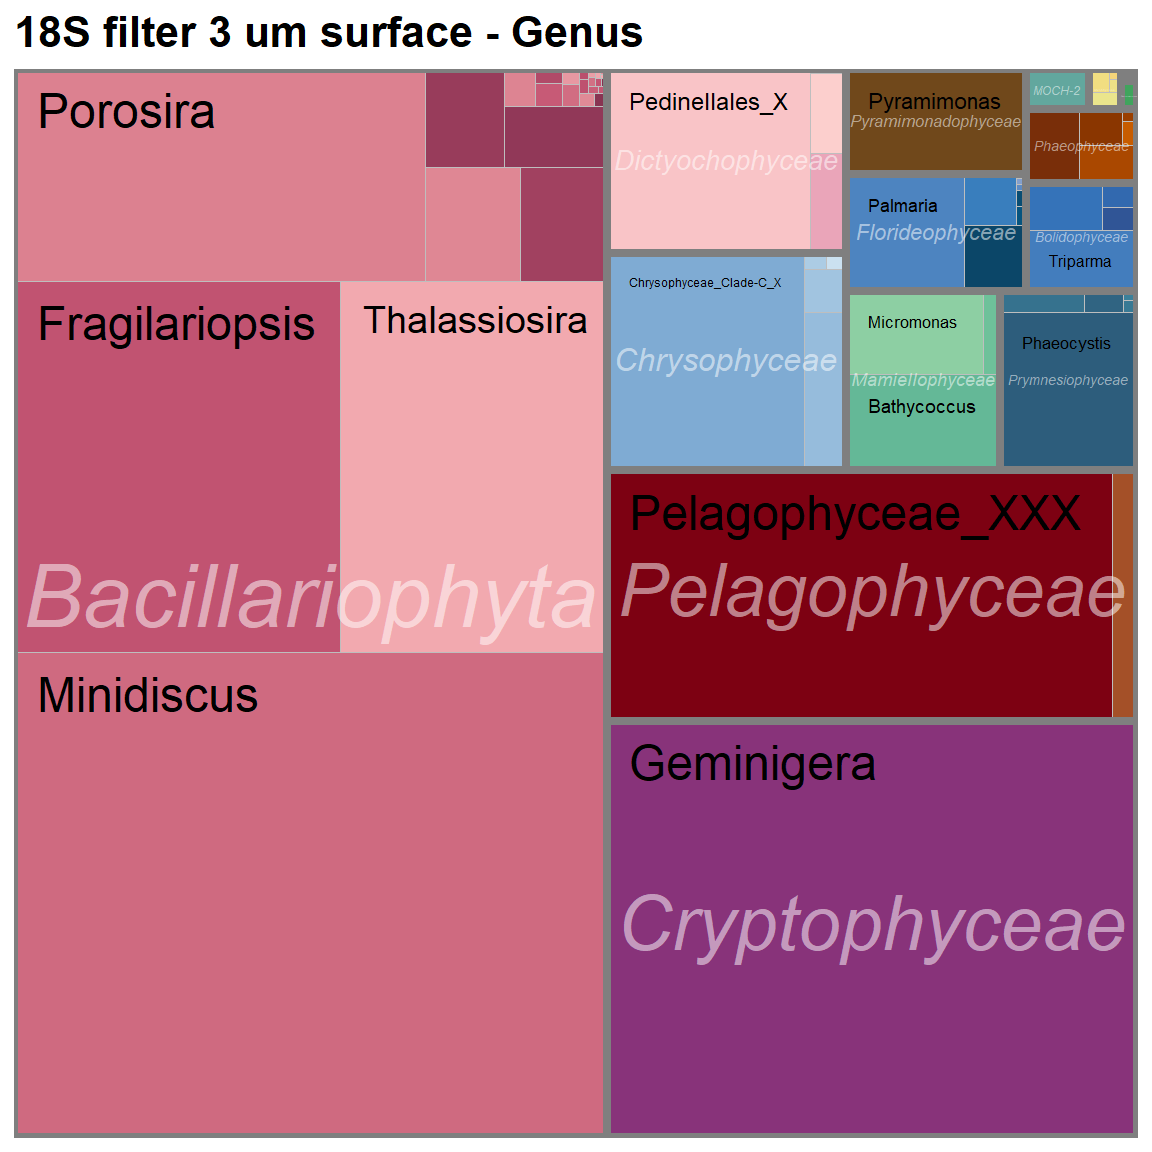 18S filter 3 um surface - Genus
Porosira
Fragilariopsis
Thalassiosira
Bacillariophyta
Minidiscus
Pedinellales_X
Dictyochophyceae
Chrysophyceae_Clade-C_X
Chrysophyceae
Pyramimonas
Pyramimonadophyceae
Palmaria
Florideophyceae
MOCH-2
Phaeophyceae
Bolidophyceae
Triparma
Micromonas
Mamiellophyceae
Bathycoccus
Phaeocystis
Prymnesiophyceae
Pelagophyceae_XXX
Pelagophyceae
Geminigera
Cryptophyceae